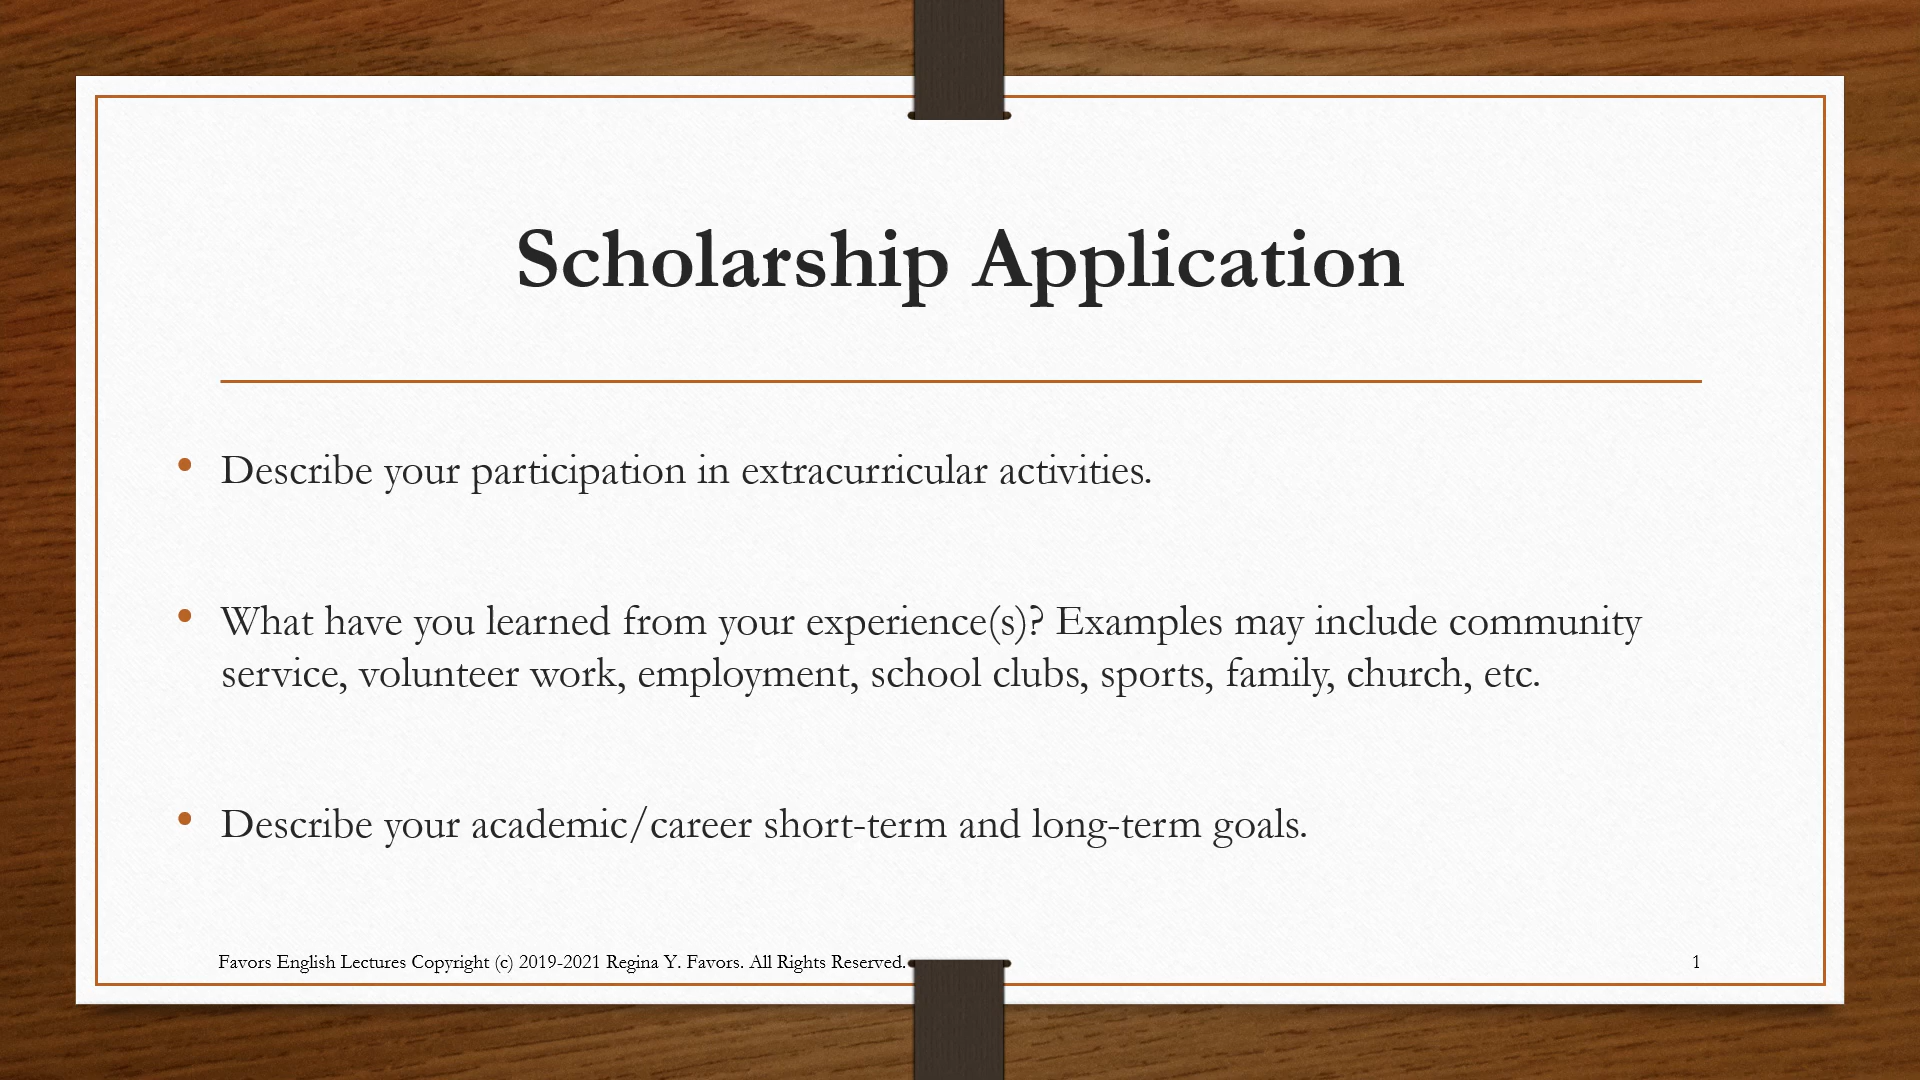 Scholarship Application
• Describe your participation in extracurricular activities.
• What have you learned from your experience(s)? Examples may include community
service, volunteer work, employment, school clubs, sports, family, church, etc.
• Describe your academic/career short-term and long-term goals.
Favors English Lectures Copyright (c) 2019-2021 Regina Y. Favors. All Rights Reserved.
1